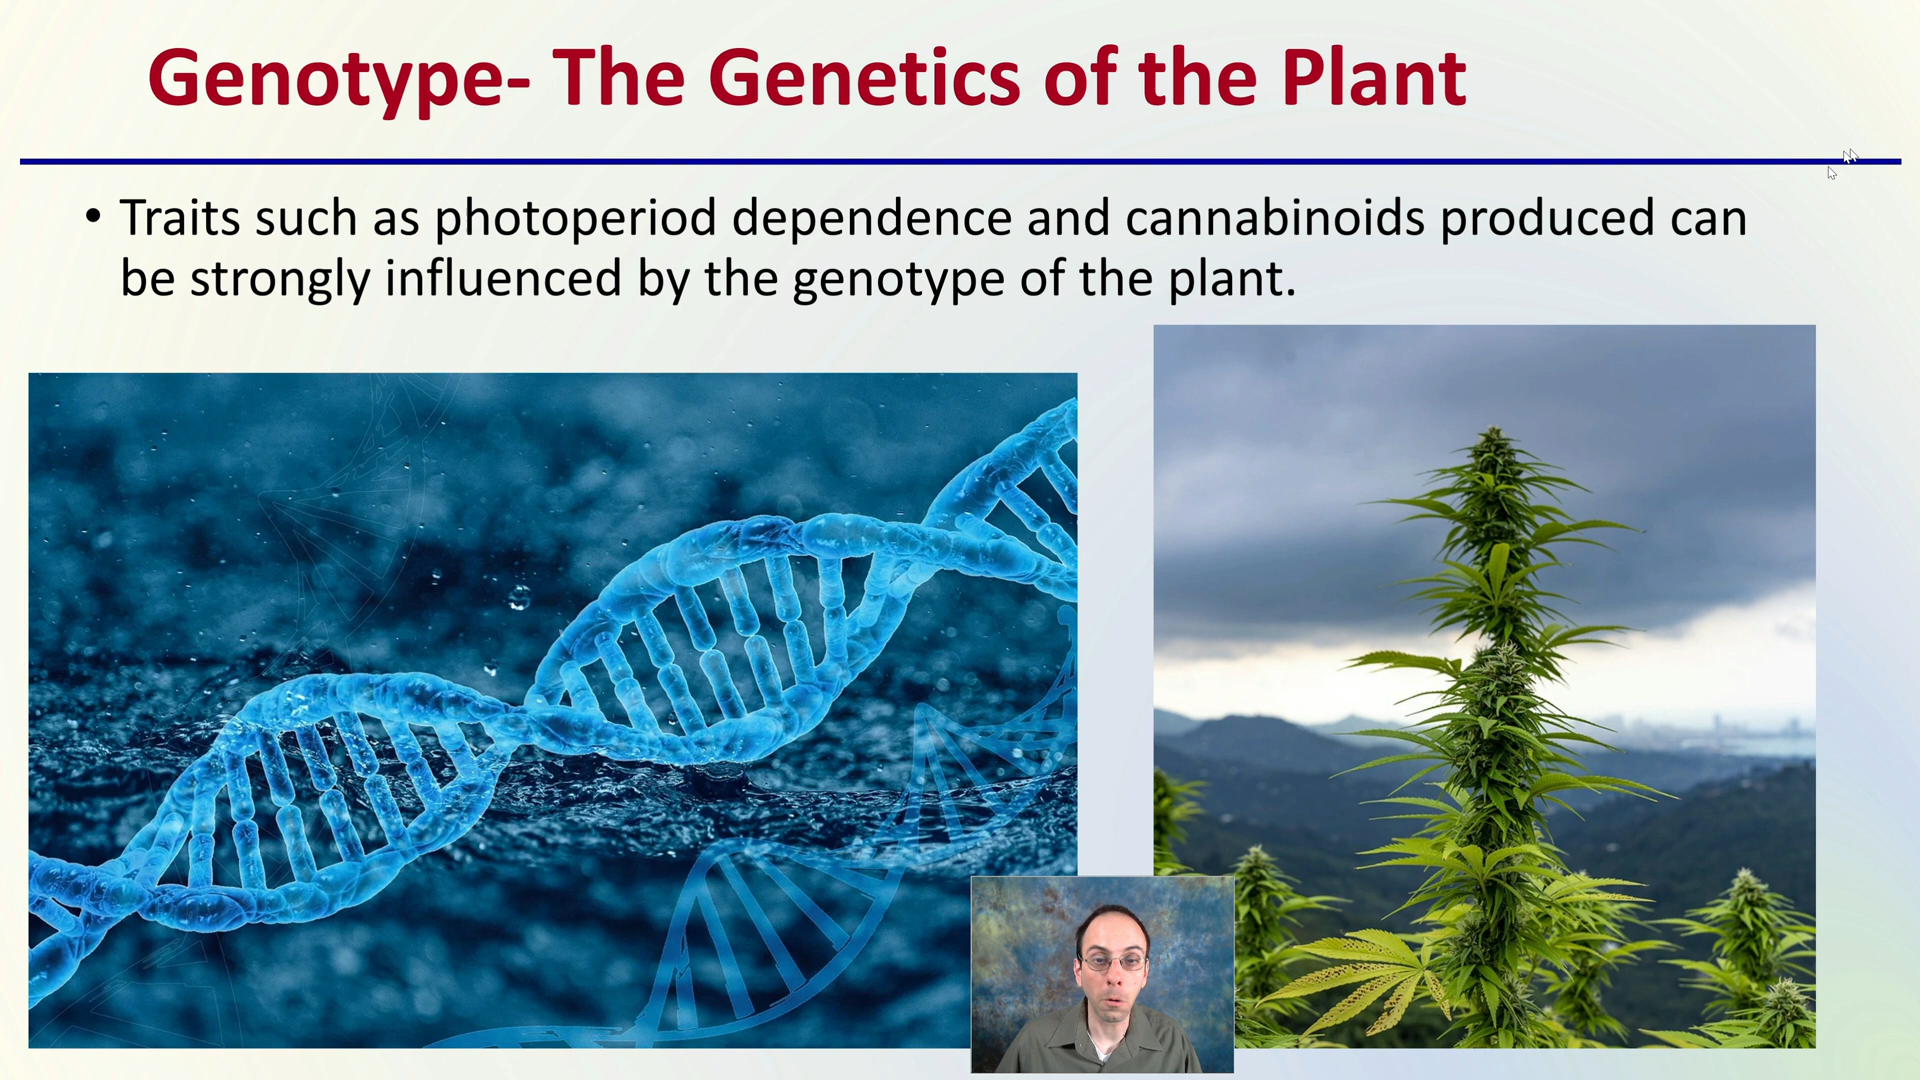 Genotype- The Genetics of the Plant
• Traits such as photoperiod dependence and cannabinoids produced can
be strongly influenced by the genotype of the plant.